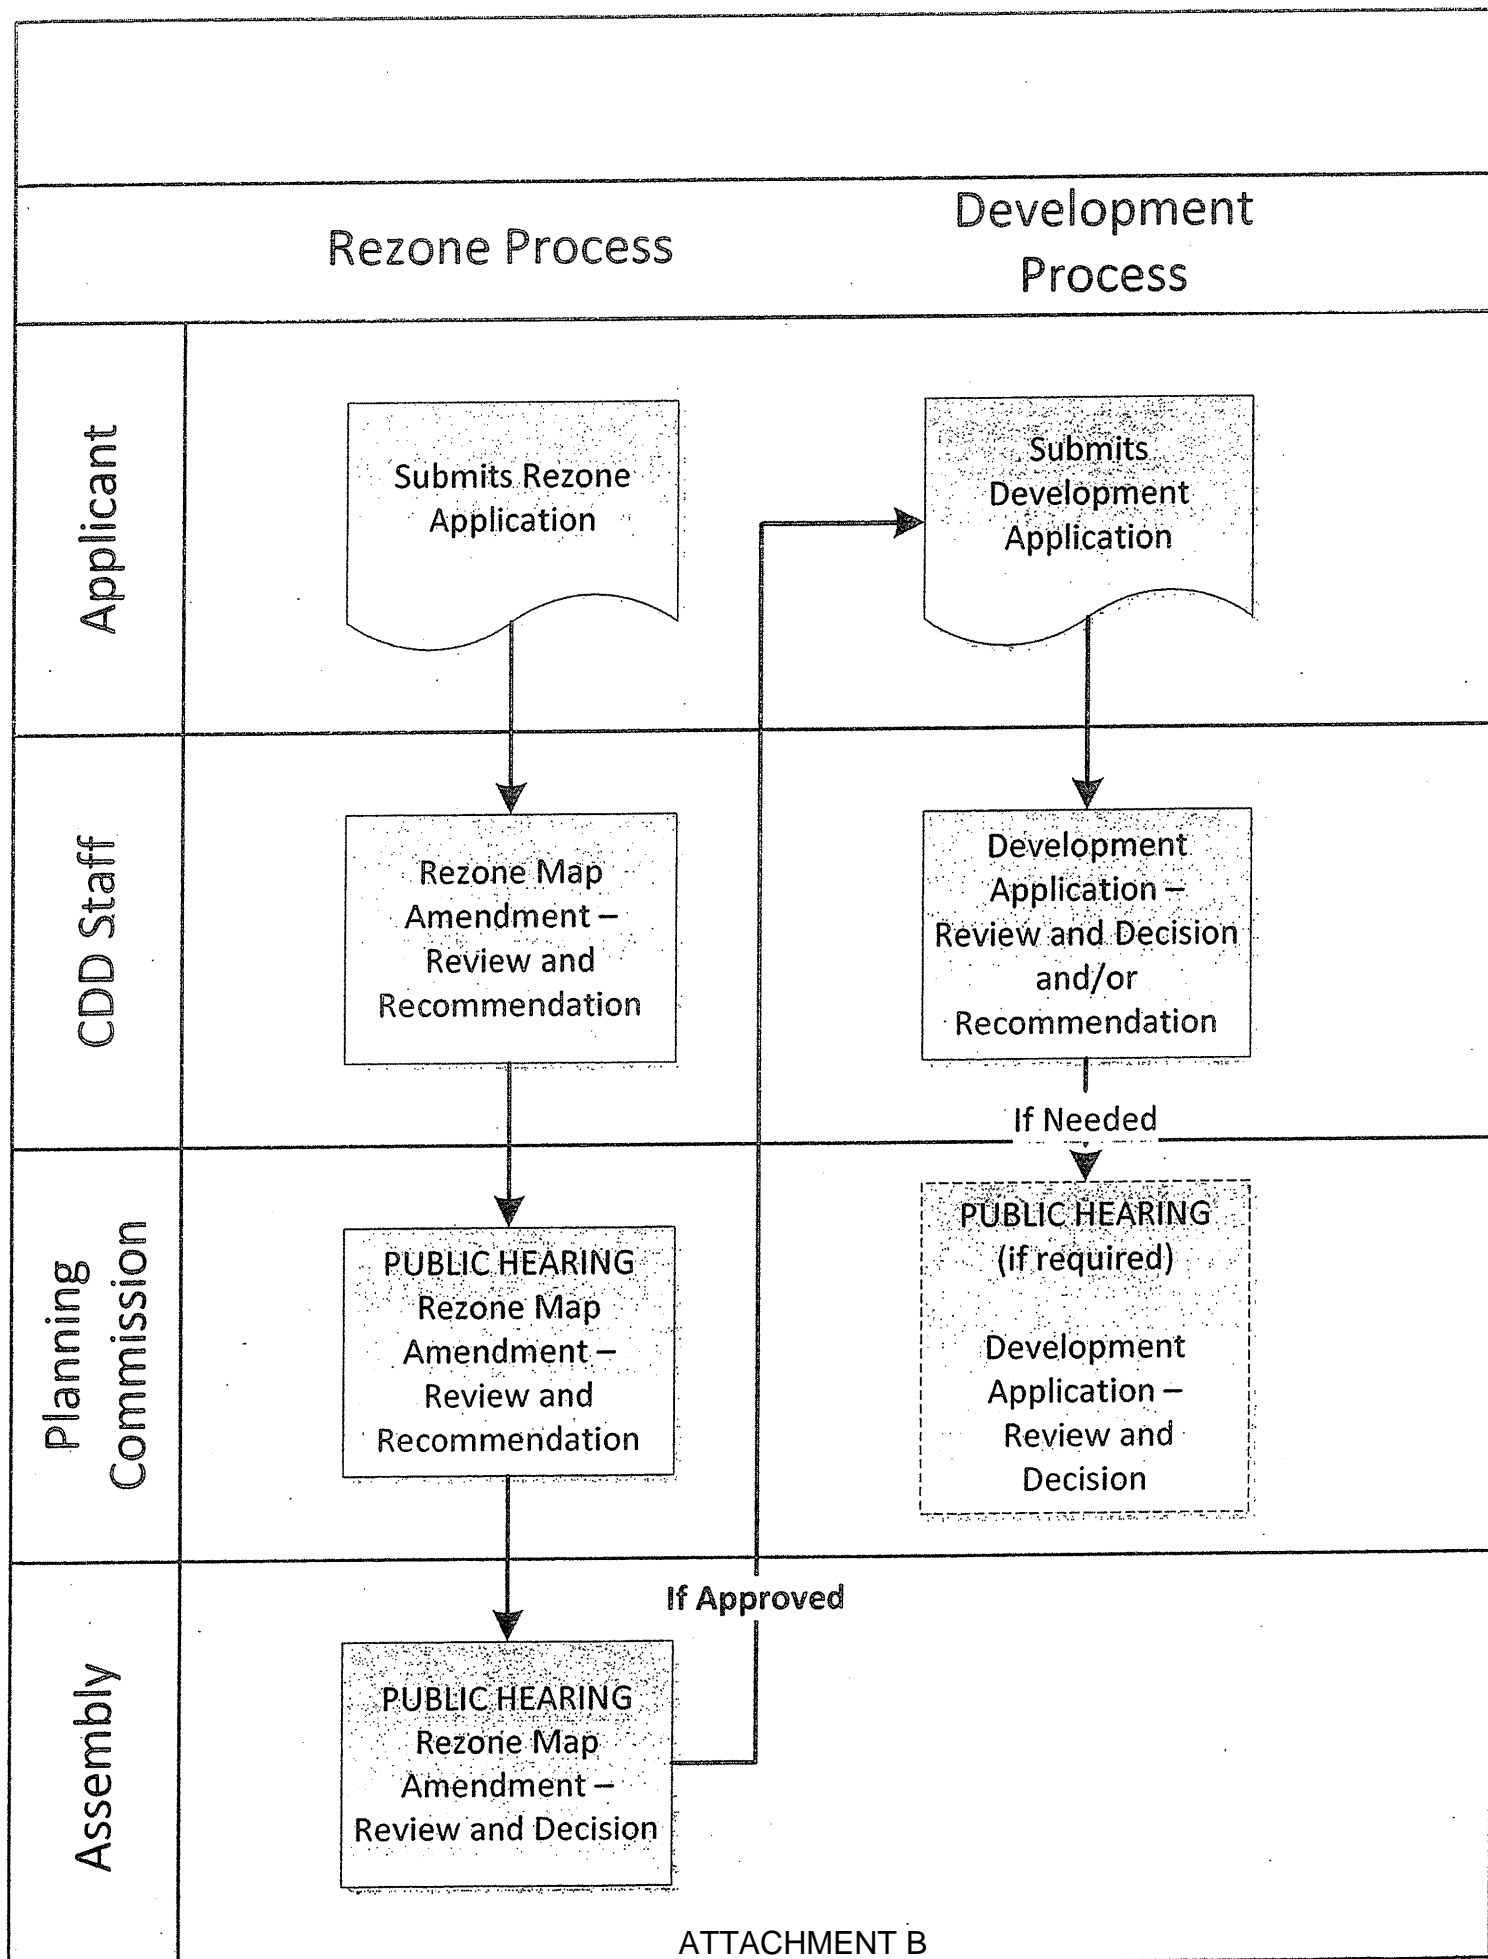 Rezone Process
Development
Process
Applicant
Submits Rezone
Application
Submits
Development
Application
CDD Staff
Rezone Map
Amendment –
Review and
Recommendation
Development
Application –
Review and Decision
and/or
Recommendation
If Needed
Planning
Commission
PUBLIC HEARING
Rezone Map
Amendment –
Review and
Recommendation
PUBLIC HEARING
(if required)
Development
Application –
Review and
Decision
If Approved
Assembly
PUBLIC HEARING
Rezone Map
Amendment –
Review and Decision
ATTACHMENT B